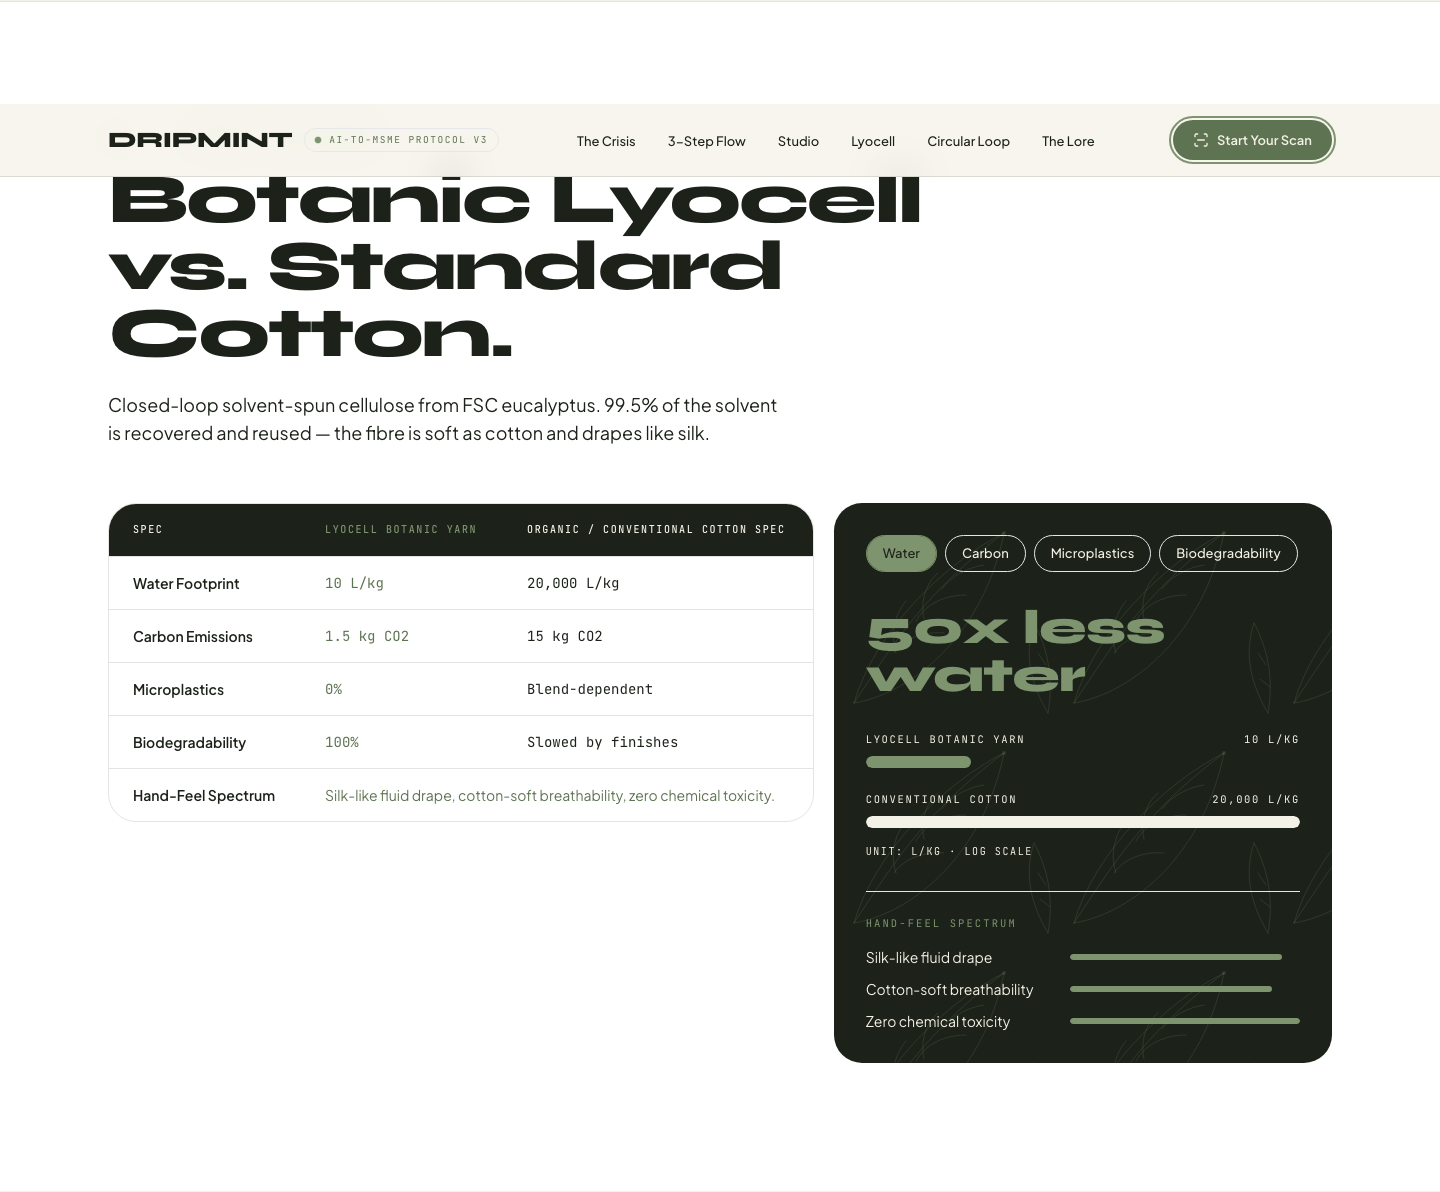 DRIPMINT
AI-TO-MSME PROTOCOL V3
The Crisis
3-Step Flow
Studio
Lyocell
Circular Loop
The Lore
Start Your Scan
Botanic Lyocell
vs. Standard
Cotton.
Closed-loop solvent-spun cellulose from FSC eucalyptus. 99.5% of the solvent
is recovered and reused — the fibre is soft as cotton and drapes like silk.
SPEC LYOCELL BOTANIC YARN ORGANIC / CONVENTIONAL COTTON SPEC
Water Footprint 10 L/kg 20,000 L/kg
Carbon Emissions 1.5 kg CO2 15 kg CO2
Microplastics 0% Blend-dependent
Biodegradability 100% Slowed by finishes
Hand-Feel Spectrum Silk-like fluid drape, cotton-soft breathability, zero chemical toxicity.
Water Carbon Microplastics Biodegradability
50x less
water
LYOCELL BOTANIC YARN 10 L/KG
CONVENTIONAL COTTON 20,000 L/KG
UNIT: L/KG · LOG SCALE
HAND-FEEL SPECTRUM
Silk-like fluid drape
Cotton-soft breathability
Zero chemical toxicity